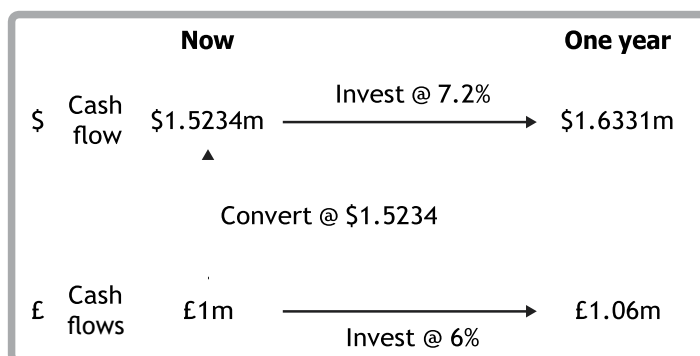 Now One year
Invest @ 7.2%
$ Cash flow $1.5234m $1.6331m
Convert @ $1.5234
£ Cash flows £1m £1.06m
Invest @ 6%